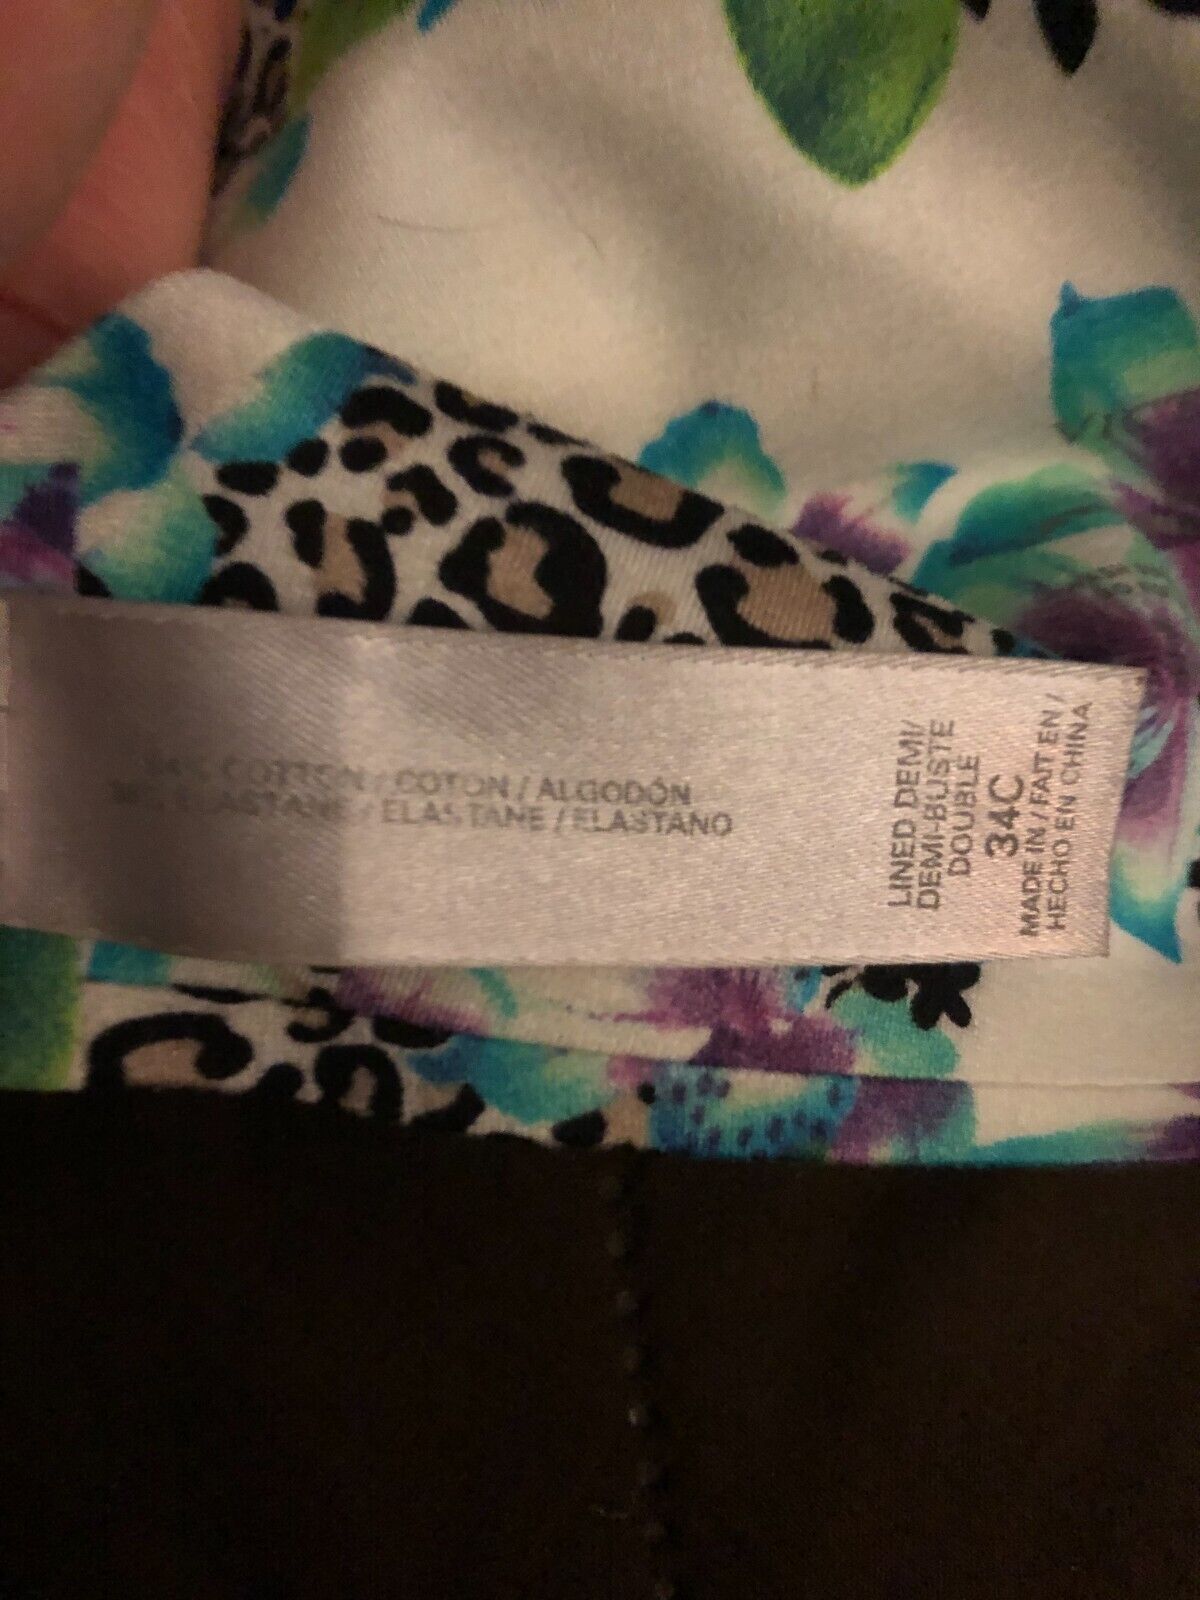 COTTON / COTON / ALGODÓN
ELASTANE / ELASTANE / ELASTANO
LINED DEMI/
DEMI-BUSTE
DOUBLÉ
34C
MADE IN / FAIT EN /
HECHO EN CHINA